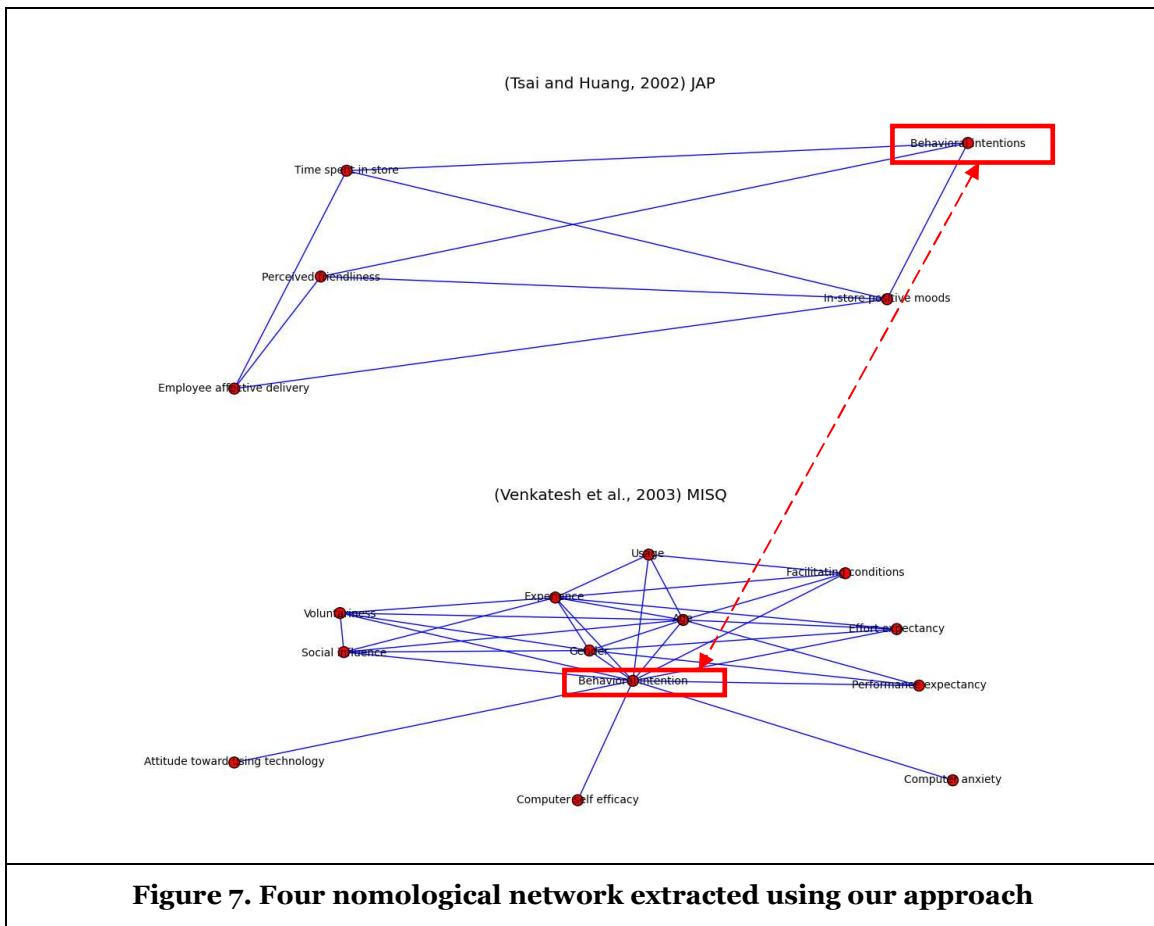 (Tsai and Huang, 2002) JAP
Behavioral intentions
Time spent in store
Perceived friendliness
In-store positive moods
Employee affective delivery
(Venkatesh et al., 2003) MISQ
Usage
Facilitating conditions
Experience
Voluntariness
Age
Effort expectancy
Social influence
Gender
Behavioral intention
Performance expectancy
Attitude toward using technology
Computer anxiety
Computer self efficacy
Figure 7. Four nomological network extracted using our approach